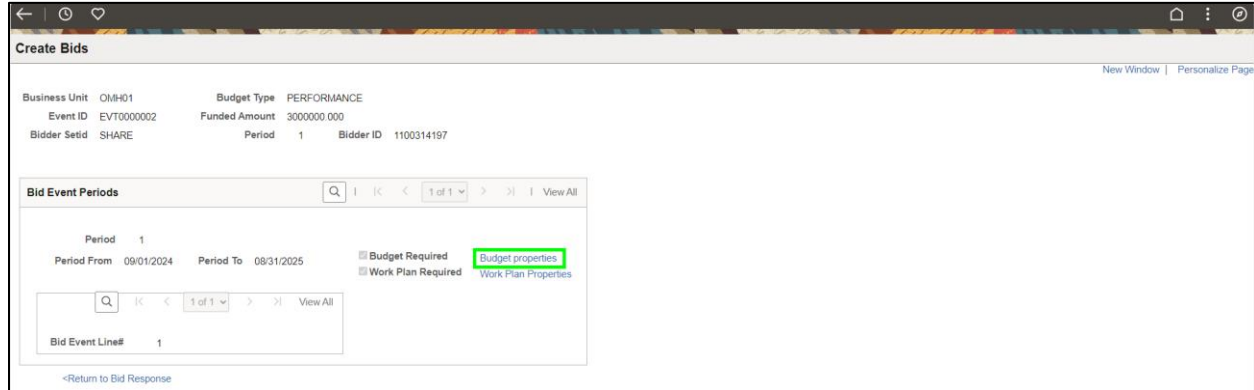 Create Bids
New Window | Personalize Page
Business Unit OMH01 Budget Type PERFORMANCE
Event ID EVT0000002 Funded Amount 3000000.000
Bidder Setid SHARE Period 1 Bidder ID 1100314197
Bid Event Periods 1 of 1 View All
Period 1
Period From 09/01/2024 Period To 08/31/2025 Budget Required Budget properties
Work Plan Required Work Plan Properties
1 of 1 View All
Bid Event Line# 1
<Return to Bid Response